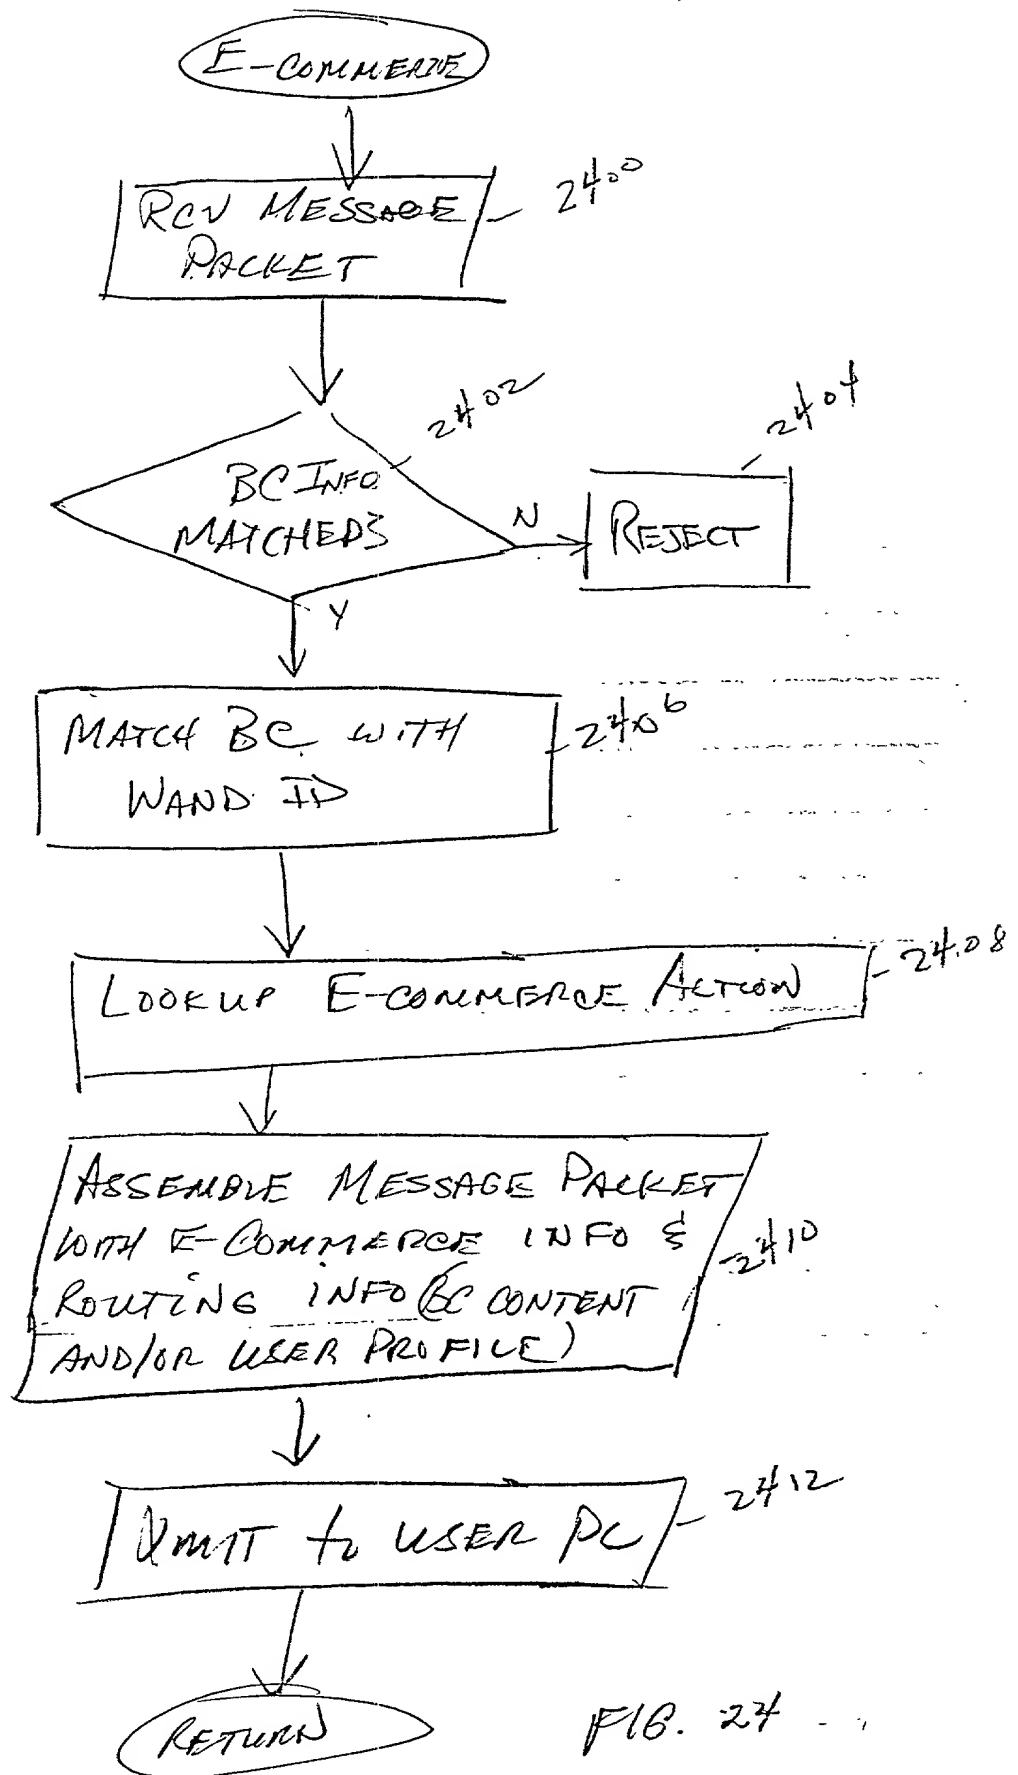 E-COMMERCE
2400
RCV MESSAGE
PACKET
2402
2404
BC INFO
MATCHED?
N
REJECT
Y
MATCH BC WITH
WAND ID
2406
LOOKUP E-COMMERCE ACTION
2408
ASSEMBLE MESSAGE PACKET
WITH E-COMMERCE INFO &
ROUTING INFO (BC CONTENT
AND/OR USER PROFILE)
2410
XMIT to USER PC
2412
RETURN
FIG. 24